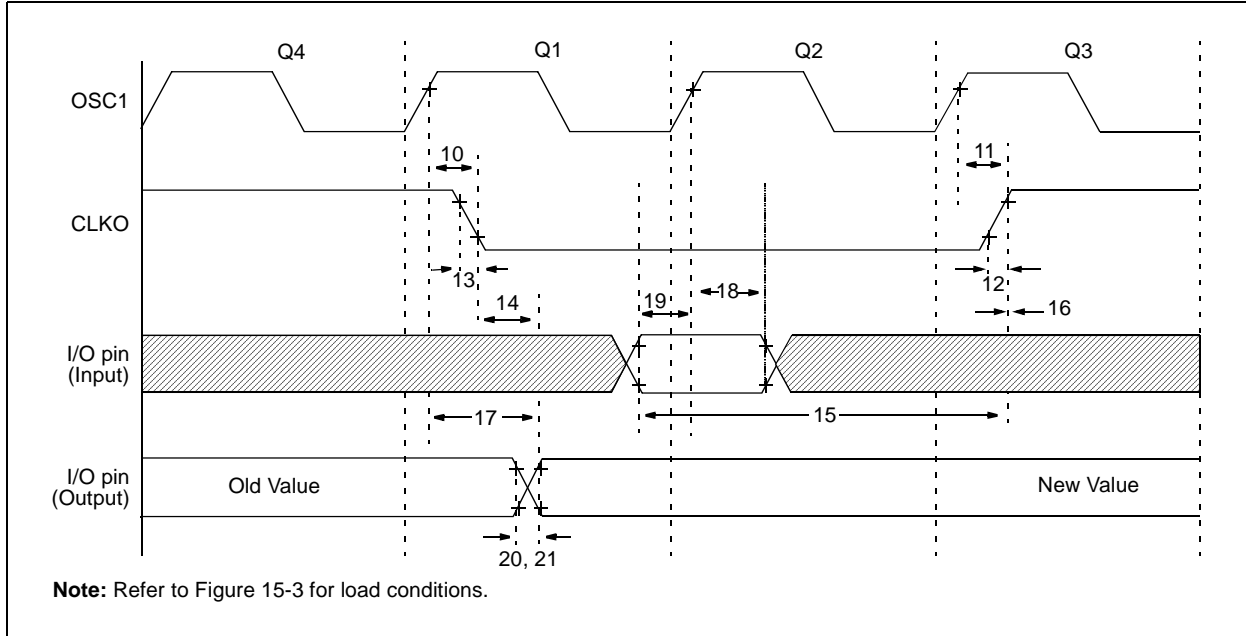 Q4 Q1 Q2 Q3
OSC1
10 11
CLKO
13 12
14 19 18 16
I/O pin
(Input)
17 15
I/O pin
(Output)
Old Value New Value
20, 21
Note: Refer to Figure 15-3 for load conditions.